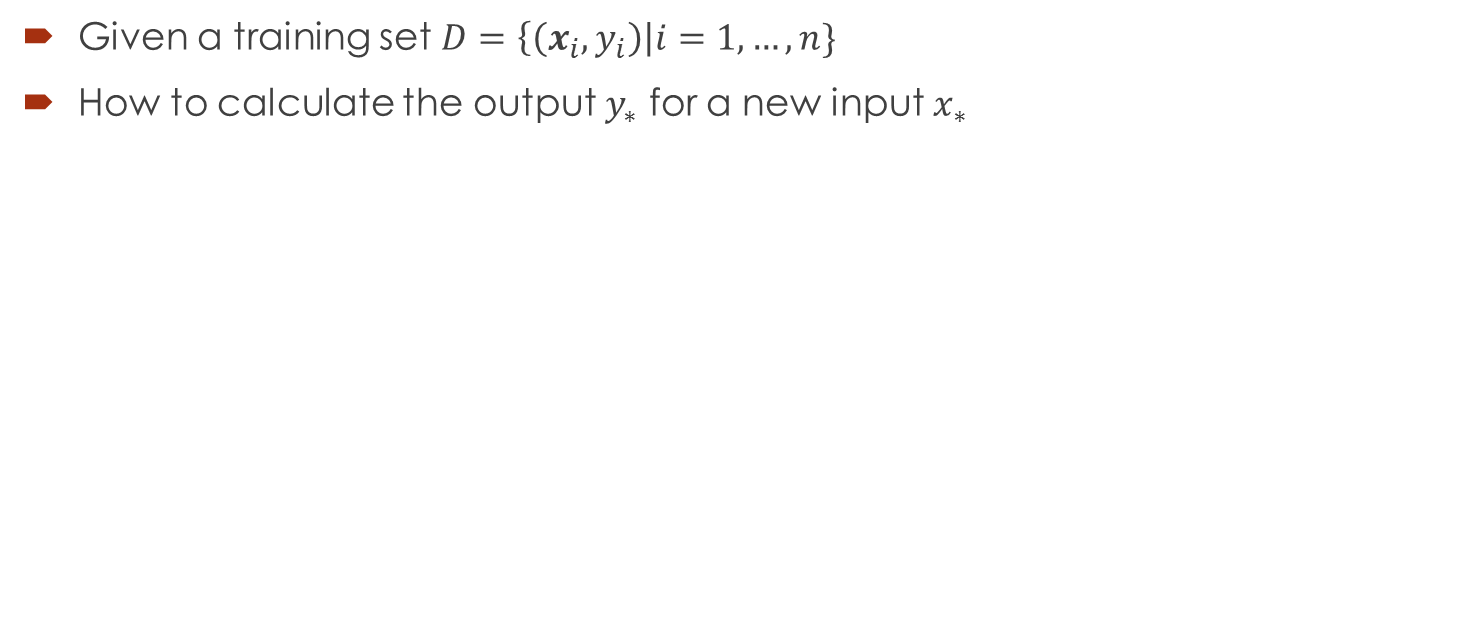 Given a training set D = {(𝒙ᵢ, yᵢ)|i = 1, … , n}
How to calculate the output y∗ for a new input x∗